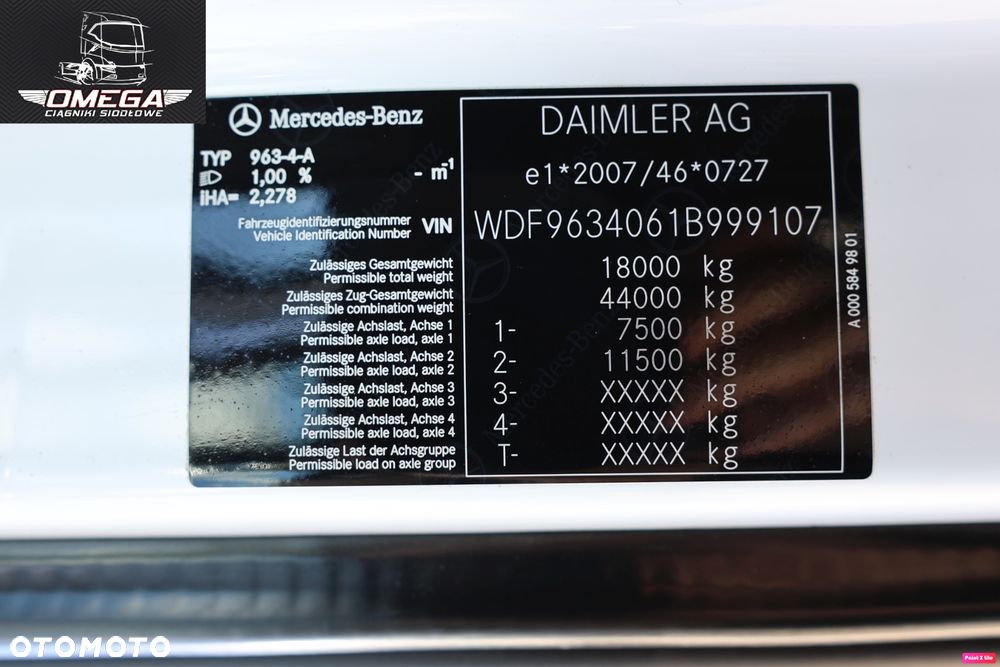 OMEGA
CIĄGNIKI SIODŁOWE
Mercedes-Benz
TYP 963-4-A
1,00 % - m⁻¹
iHA= 2,278
Fahrzeugidentifizierungsnummer
Vehicle Identification Number
VIN
Zulässiges Gesamtgewicht
Permissible total weight
Zulässiges Zug-Gesamtgewicht
Permissible combination weight
Zulässige Achslast, Achse 1
Permissible axle load, axle 1
Zulässige Achslast, Achse 2
Permissible axle load, axle 2
Zulässige Achslast, Achse 3
Permissible axle load, axle 3
Zulässige Achslast, Achse 4
Permissible axle load, axle 4
Zulässige Last der Achsgruppe
Permissible load on axle group
DAIMLER AG
e1*2007/46*0727
WDF9634061B999107
18000 kg
44000 kg
1- 7500 kg
2- 11500 kg
3- XXXXX kg
4- XXXXX kg
T- XXXXX kg
A 000 584 98 01
OTOMOTO
Paint X lite